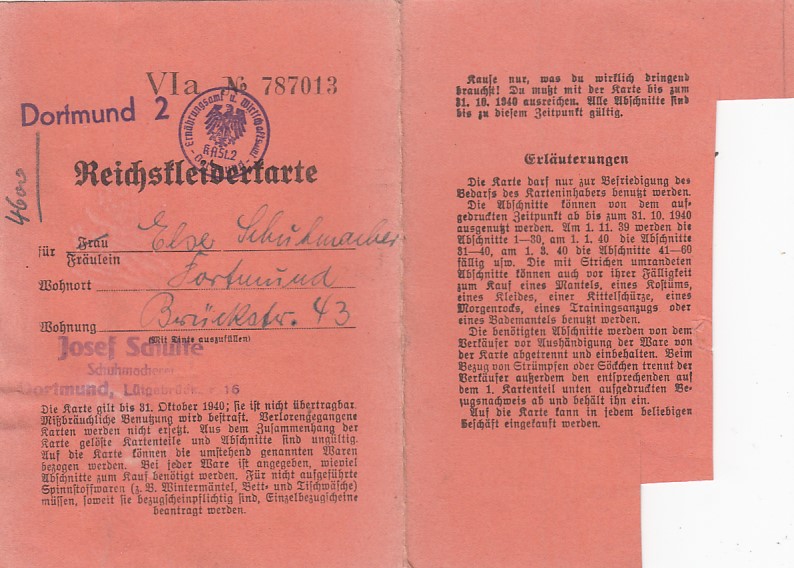 VIa № 787013
Dortmund 2
Ernährungsamt u. Wirtschaftsamt
KASt.2
4600
Reichskleiderkarte
für Frau Else Schuhmacher
Fräulein
Wohnort Dortmund
Wohnung Brückstr. 43
(Mit Tinte auszufüllen)
Josef Schulte
Schuhmacherei
Dortmund, 16
Die Karte gilt bis 31. Oktober 1940; sie ist nicht übertragbar.
Mißbräuchliche Benutzung wird bestraft. Verlorengegangene
Karten werden nicht ersetzt. Aus dem Zusammenhang der
Karte gelöste Kartenteile und Abschnitte sind ungültig.
Auf die Karte können die umstehend genannten Waren
bezogen werden. Bei jeder Ware ist angegeben, wieviel
Abschnitte zum Kauf benötigt werden. Für nicht aufgeführte
Spinnstoffwaren (z. B. Wintermäntel, Bett- und Tischwäsche)
müssen, soweit sie bezugscheinpflichtig sind, Einzelbezugscheine
beantragt werden.
Kaufe nur, was du wirklich dringend
brauchst! Du mußt mit der Karte bis zum
31. 10. 1940 ausreichen. Alle Abschnitte sind
bis zu diesem Zeitpunkt gültig.
Erläuterungen
Die Karte darf nur zur Befriedigung des
Bedarfs des Karteninhabers benutzt werden.
Die Abschnitte können von dem auf-
gedruckten Zeitpunkt ab bis zum 31. 10. 1940
ausgenutzt werden. Am 1. 11. 39 werden die
Abschnitte 1—30, am 1. 1. 40 die Abschnitte
31—40, am 1. 3. 40 die Abschnitte 41—60
fällig usw. Die mit Strichen umrandeten
Abschnitte können auch vor ihrer Fälligkeit
zum Kauf eines Mantels, eines Kostüms,
eines Kleides, einer Kittelschürze, eines
Morgenrocks, eines Trainingsanzugs oder
eines Bademantels benutzt werden.
Die benötigten Abschnitte werden von dem
Verkäufer vor Aushändigung der Ware von
der Karte abgetrennt und einbehalten. Beim
Bezug von Strümpfen oder Söckchen trennt der
Verkäufer außerdem den entsprechenden auf
dem 1. Kartenteil unten aufgedruckten Be-
zugsnachweis ab und behält ihn ein.
Auf die Karte kann in jedem beliebigen
Geschäft eingekauft werden.